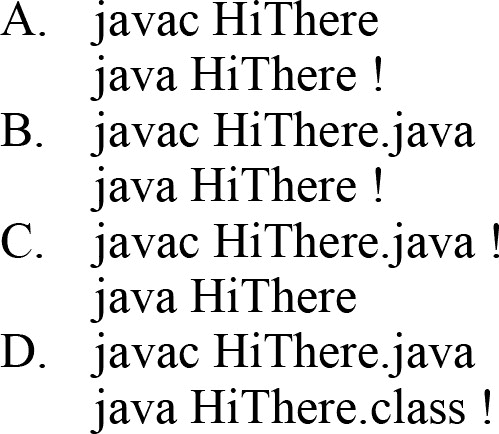 A. javac HiThere
java HiThere !
B. javac HiThere.java
java HiThere !
C. javac HiThere.java !
java HiThere
D. javac HiThere.java
java HiThere.class !